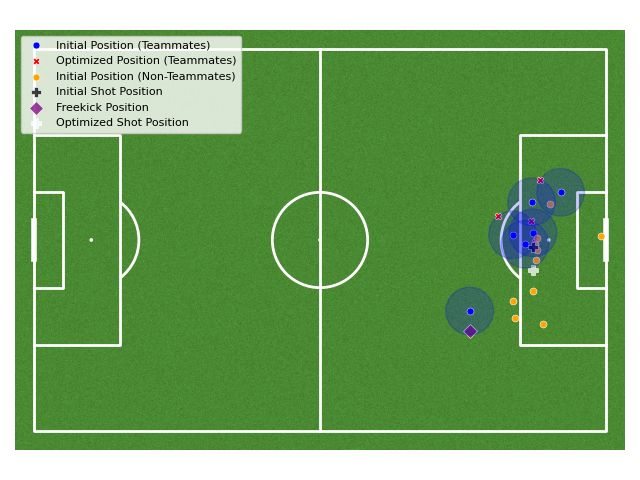 Initial Position (Teammates)
Optimized Position (Teammates)
Initial Position (Non-Teammates)
Initial Shot Position
Freekick Position
Optimized Shot Position